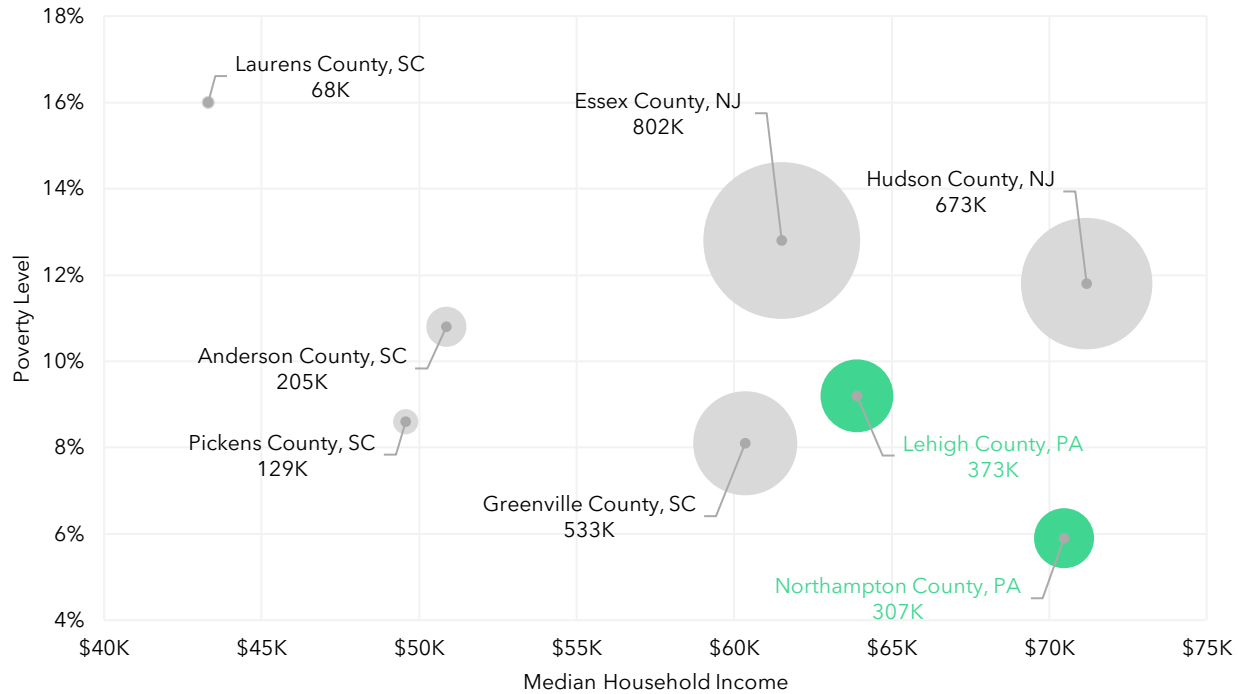 18%
Laurens County, SC
68K
16%
Essex County, NJ
802K
14%
Hudson County, NJ
673K
12%
Poverty Level
10%
Anderson County, SC
205K
8%
Pickens County, SC
129K
Lehigh County, PA
373K
Greenville County, SC
533K
6%
Northampton County, PA
307K
4%
$40K $45K $50K $55K $60K $65K $70K $75K
Median Household Income